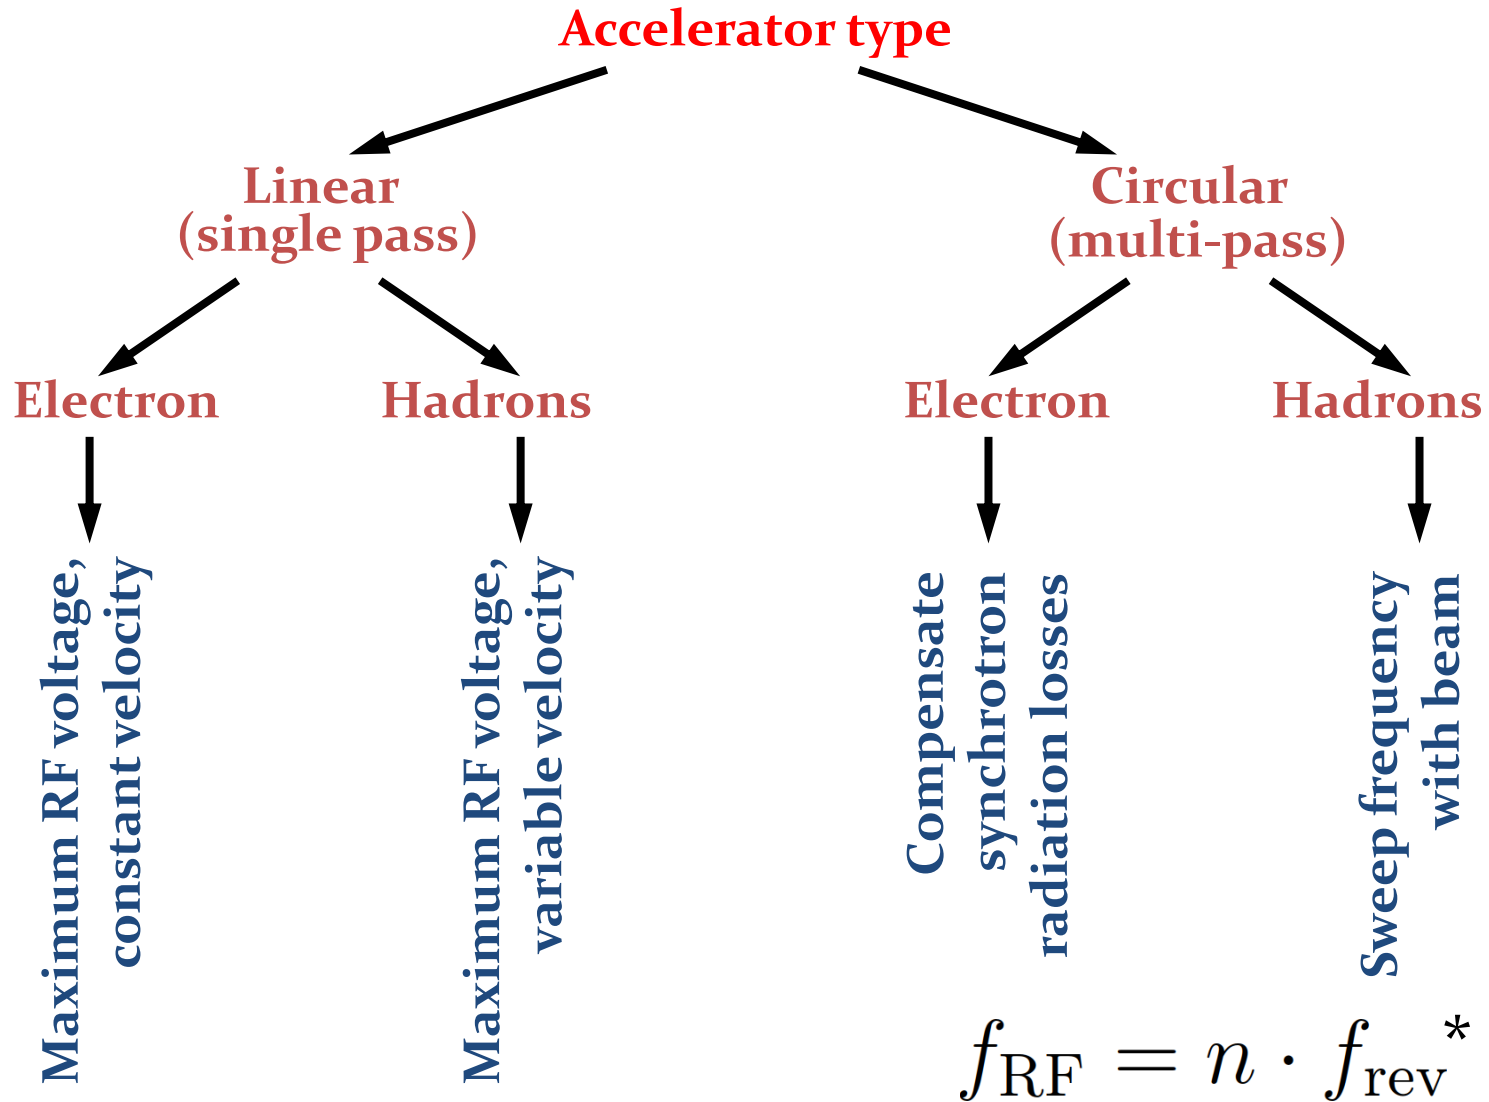 Accelerator type
Linear
(single pass)
Circular
(multi-pass)
Electron
Hadrons
Electron
Hadrons
Maximum RF voltage,
constant velocity
Maximum RF voltage,
variable velocity
Compensate
synchrotron
radiation losses
Sweep frequency
with beam
f_RF = n · f_rev*